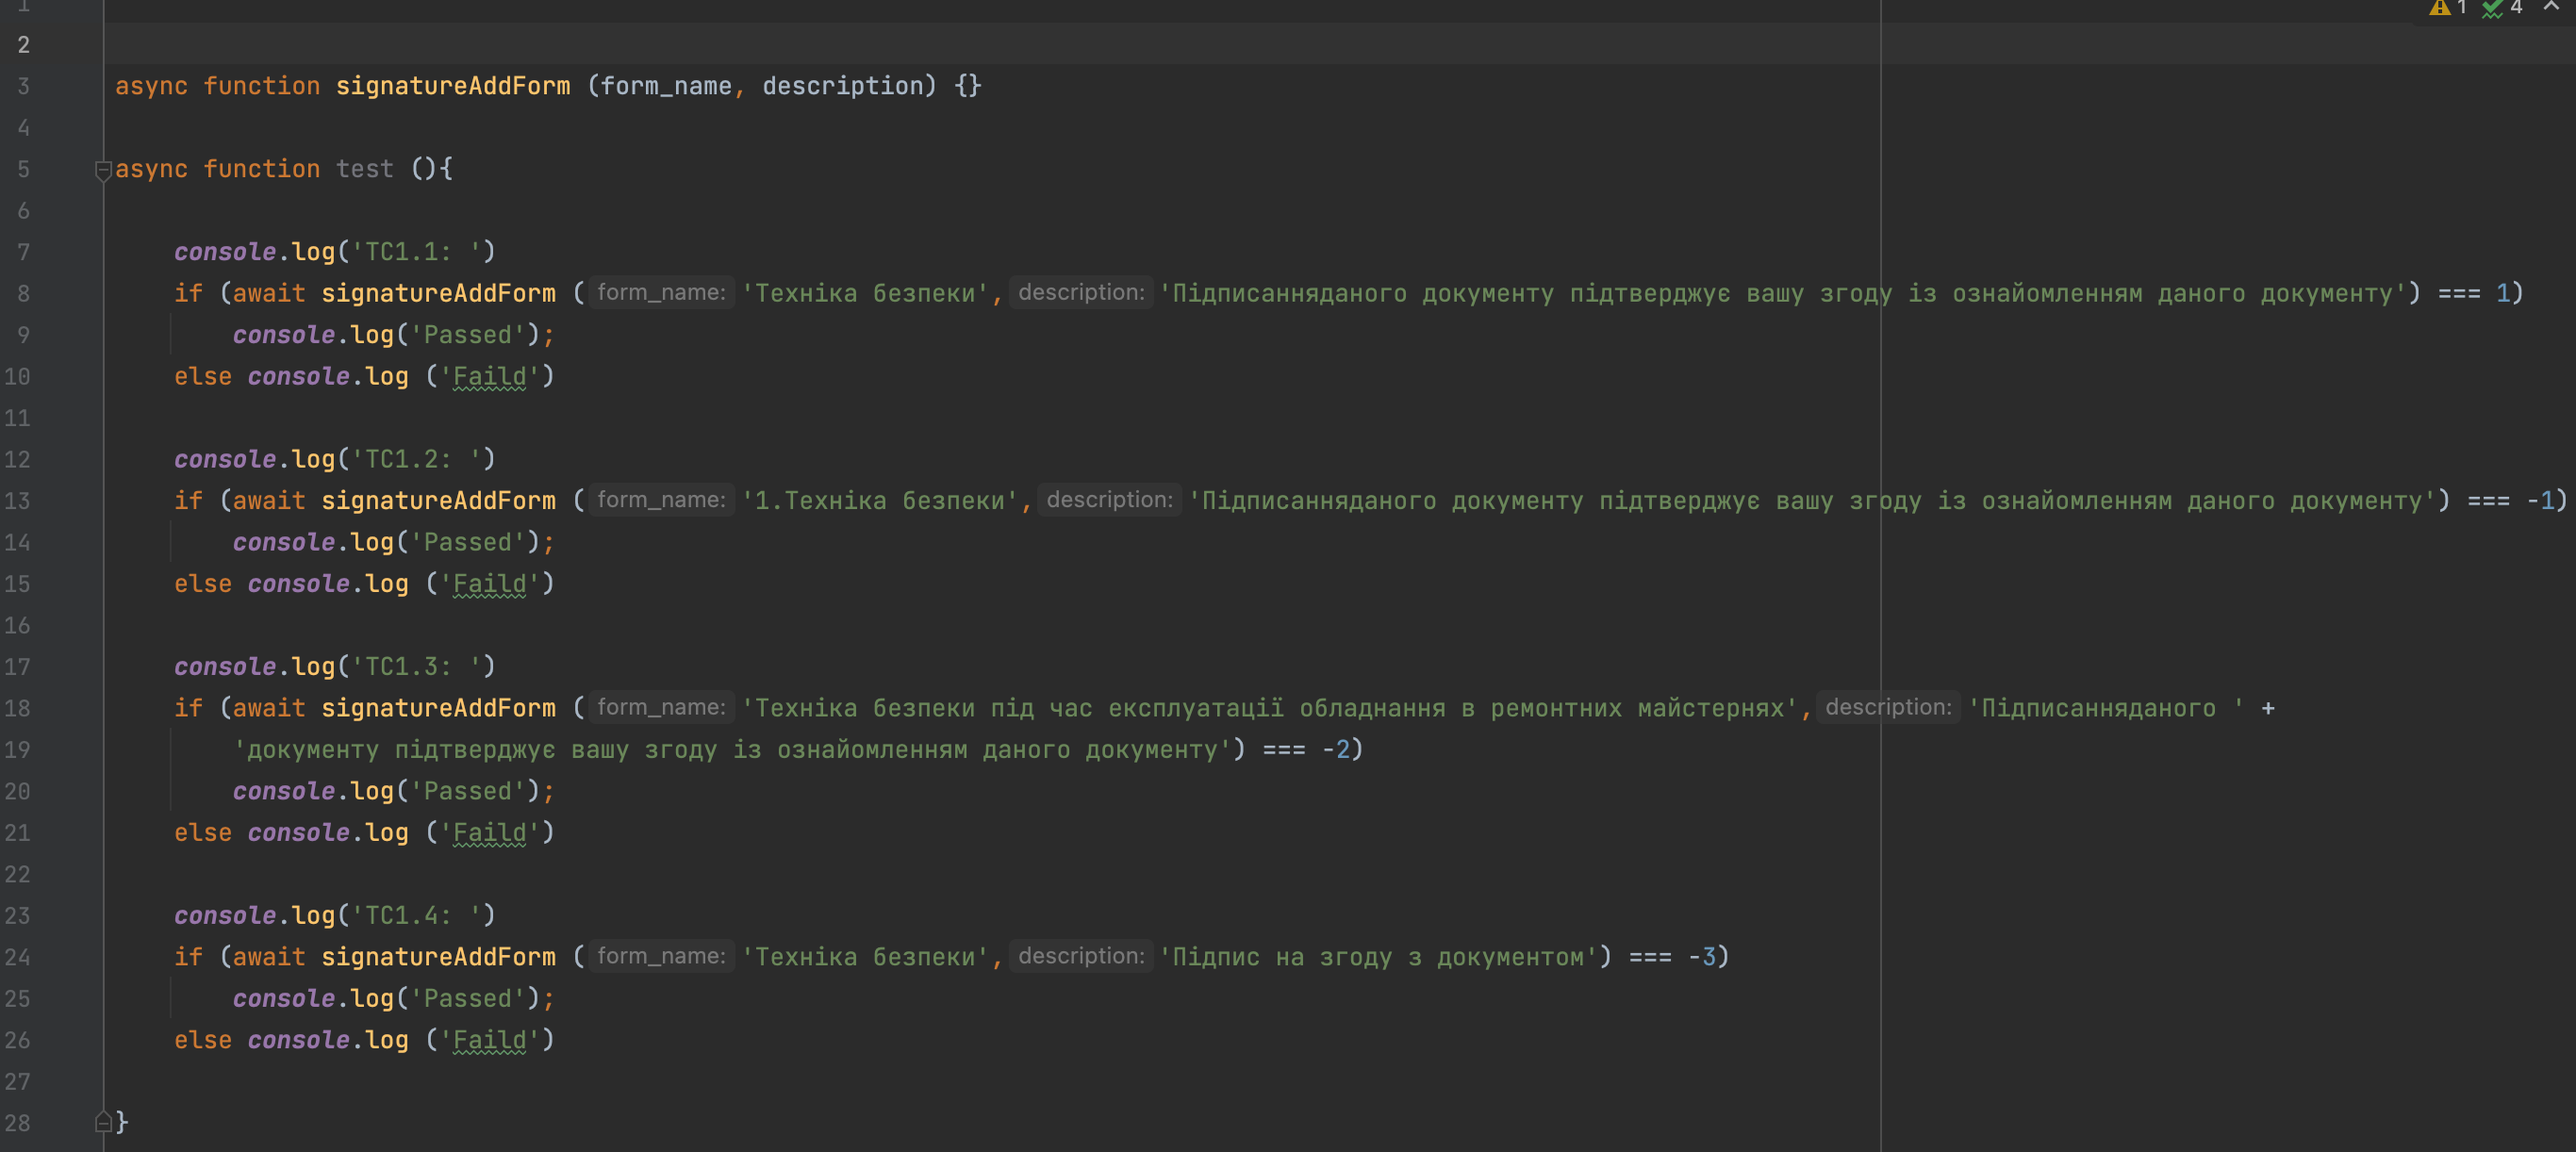 1
1 4
2
3 async function signatureAddForm (form_name, description) {}
4
5 async function test (){
6
7 console.log('TC1.1: ')
8 if (await signatureAddForm ( form_name: 'Техніка безпеки', description: 'Підписанняданого документу підтверджує вашу згоду із ознайомленням даного документу') === 1)
9 console.log('Passed');
10 else console.log ('Faild')
11
12 console.log('TC1.2: ')
13 if (await signatureAddForm ( form_name: '1.Техніка безпеки', description: 'Підписанняданого документу підтверджує вашу згоду із ознайомленням даного документу') === -1)
14 console.log('Passed');
15 else console.log ('Faild')
16
17 console.log('TC1.3: ')
18 if (await signatureAddForm ( form_name: 'Техніка безпеки під час експлуатації обладнання в ремонтних майстернях', description: 'Підписанняданого ' +
19 'документу підтверджує вашу згоду із ознайомленням даного документу') === -2)
20 console.log('Passed');
21 else console.log ('Faild')
22
23 console.log('TC1.4: ')
24 if (await signatureAddForm ( form_name: 'Техніка безпеки', description: 'Підпис на згоду з документом') === -3)
25 console.log('Passed');
26 else console.log ('Faild')
27
28 }